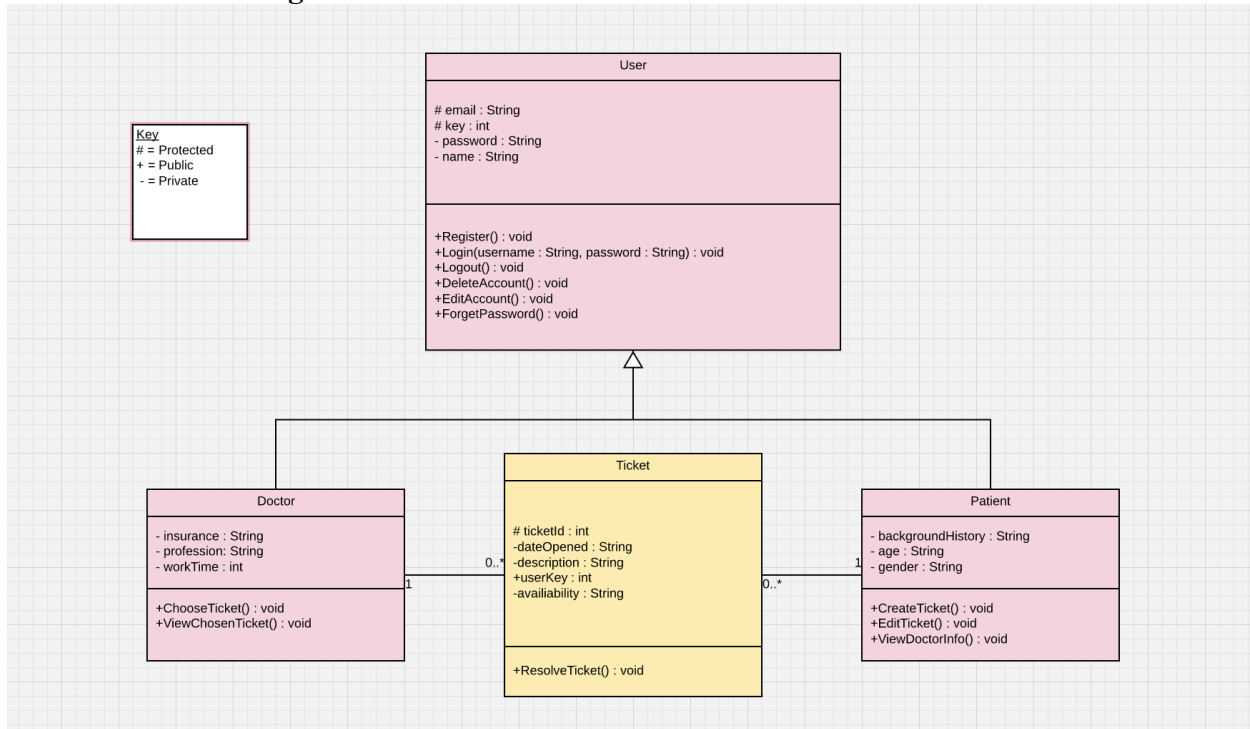 User
# email : String
# key : int
- password : String
- name : String
+Register() : void
+Login(username : String, password : String) : void
+Logout() : void
+DeleteAccount() : void
+EditAccount() : void
+ForgetPassword() : void
Key
# = Protected
+ = Public
- = Private
Doctor
- insurance : String
- profession: String
- workTime : int
+ChooseTicket() : void
+ViewChosenTicket() : void
1
0..*
Ticket
# ticketId : int
-dateOpened : String
-description : String
+userKey : int
-availiability : String
+ResolveTicket() : void
0..*
1
Patient
- backgroundHistory : String
- age : String
- gender : String
+CreateTicket() : void
+EditTicket() : void
+ViewDoctorInfo() : void